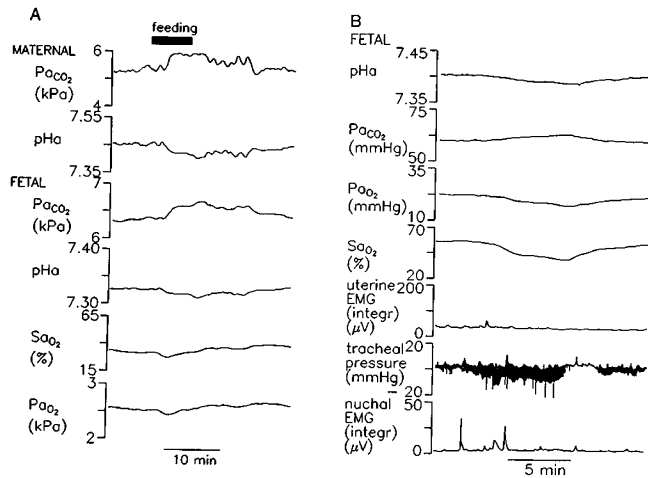 A
feeding
MATERNAL
PaCO2
(kPa)
6
4
pHa
7.55
7.35
FETAL
PaCO2
(kPa)
7
6
pHa
7.40
7.30
SaO2
(%)
65
15
PaO2
(kPa)
3
2
10 min
B
FETAL
pHa
7.45
7.35
PaCO2
(mmHg)
75
50
PaO2
(mmHg)
35
10
SaO2
(%)
70
20
uterine
EMG
(integr)
(μV)
200
0
tracheal
pressure
(mmHg)
20
20
nuchal
EMG
(integr)
(μV)
50
0
5 min